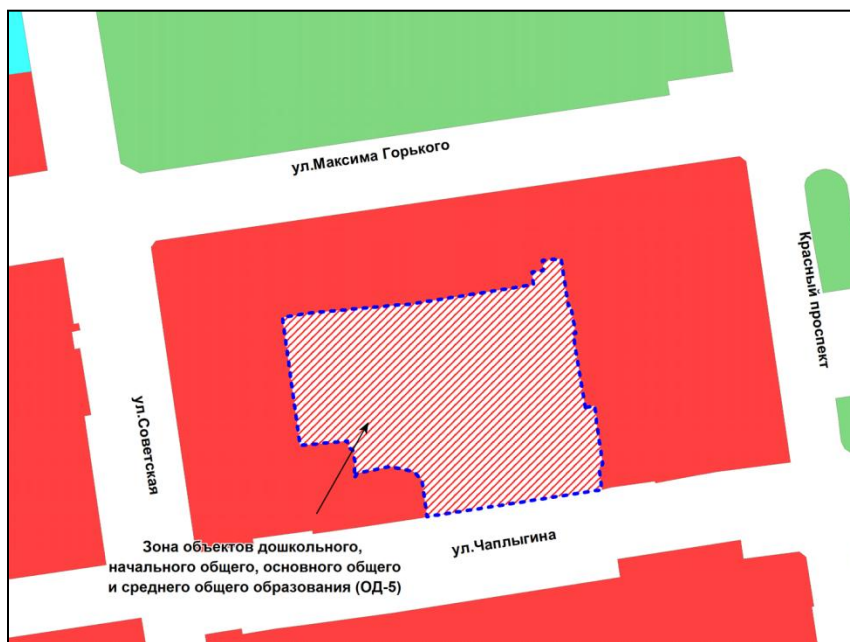 ул.Максима Горького
Красный проспект
ул.Советская
ул.Чаплыгина
Зона объектов дошкольного,
начального общего, основного общего
и среднего общего образования (ОД-5)